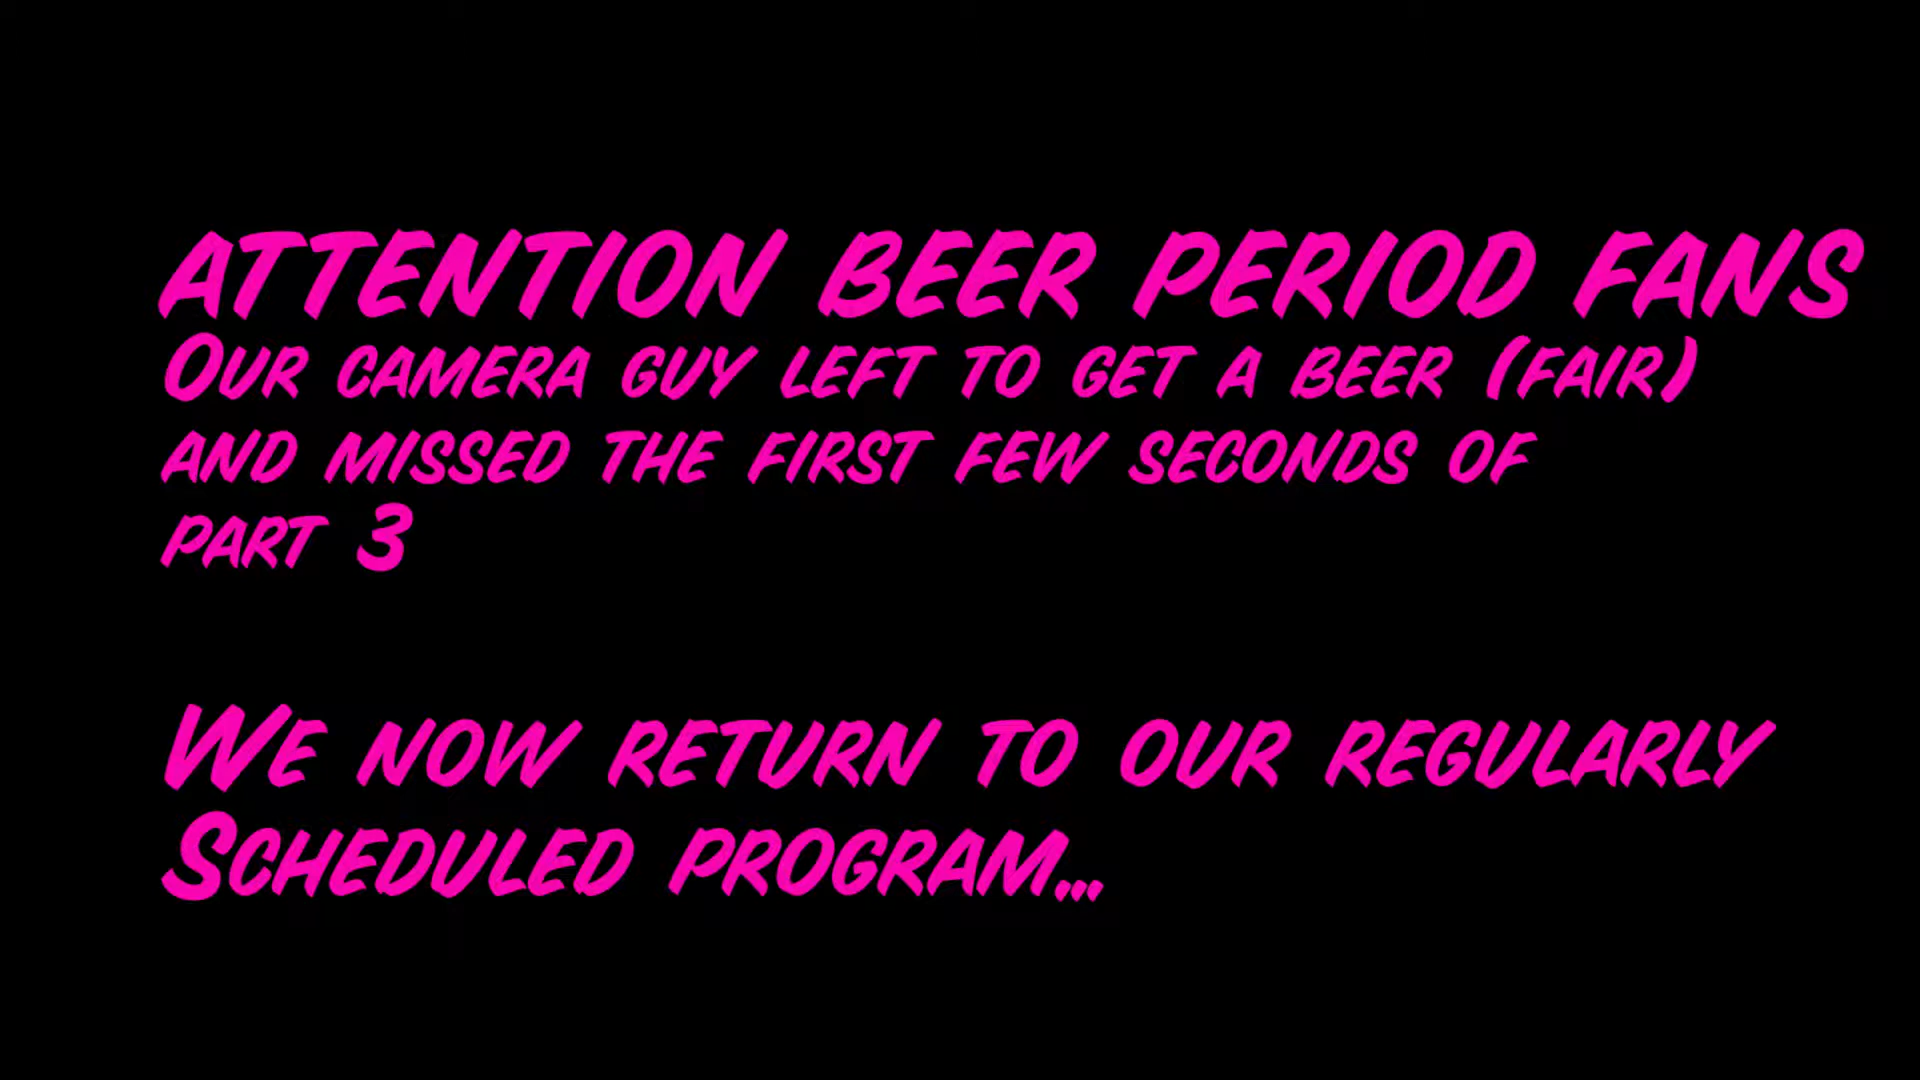 ATTENTION BEER PERIOD FANS
OUR CAMERA GUY LEFT TO GET A BEER (FAIR)
AND MISSED THE FIRST FEW SECONDS OF
PART 3
WE NOW RETURN TO OUR REGULARLY
SCHEDULED PROGRAM...